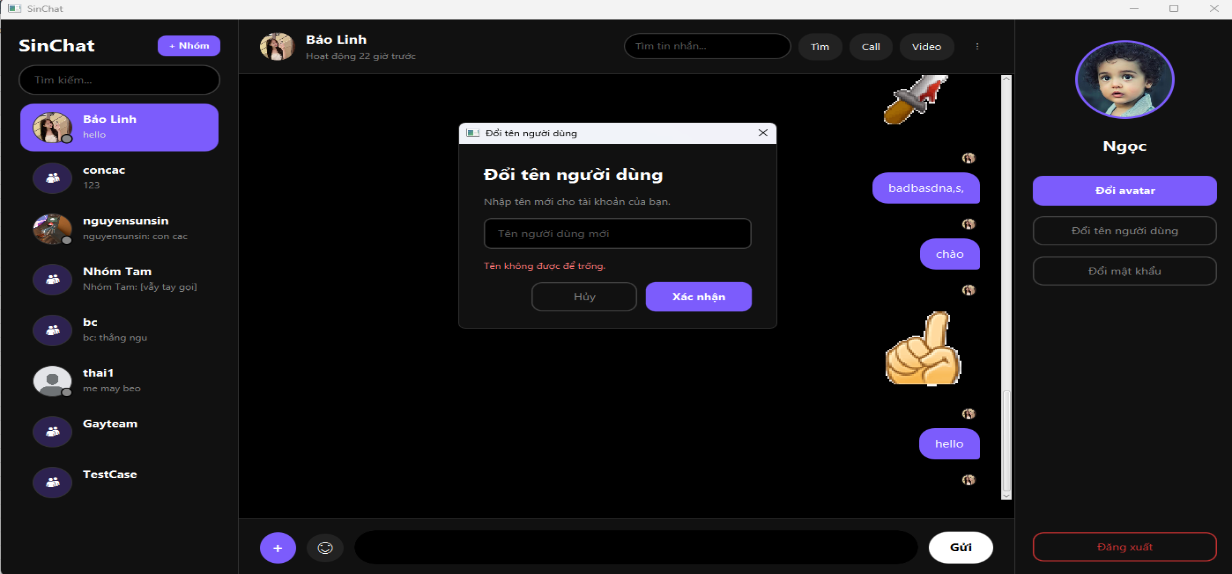 SinChat
SinChat
+ Nhóm
Tìm kiếm...
Bảo Linh
hello
concac
123
nguyensunsin
nguyensunsin: con cac
Nhóm Tam
Nhóm Tam: [vẫy tay gọi]
bc
bc: thằng ngu
thai1
me may beo
Gayteam
TestCase
Bảo Linh
Hoạt động 22 giờ trước
Tìm tin nhắn...
Tìm
Call
Video
badbasdna,s,
chào
hello
Đổi tên người dùng
Đổi tên người dùng
Nhập tên mới cho tài khoản của bạn.
Tên người dùng mới
Tên không được để trống.
Hủy
Xác nhận
+
Gửi
Ngọc
Đổi avatar
Đổi tên người dùng
Đổi mật khẩu
Đăng xuất